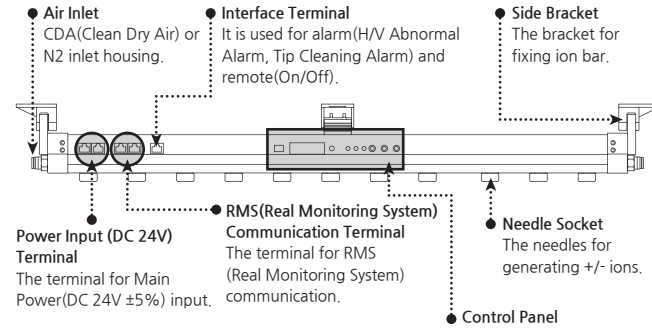 Air Inlet
CDA(Clean Dry Air) or
N2 inlet housing.
Interface Terminal
It is used for alarm(H/V Abnormal
Alarm, Tip Cleaning Alarm) and
remote(On/Off).
Side Bracket
The bracket for
fixing ion bar.
Power Input (DC 24V)
Terminal
The terminal for Main
Power(DC 24V ±5%) input.
RMS(Real Monitoring System)
Communication Terminal
The terminal for RMS
(Real Monitoring System)
communication.
Needle Socket
The needles for
generating +/- ions.
Control Panel